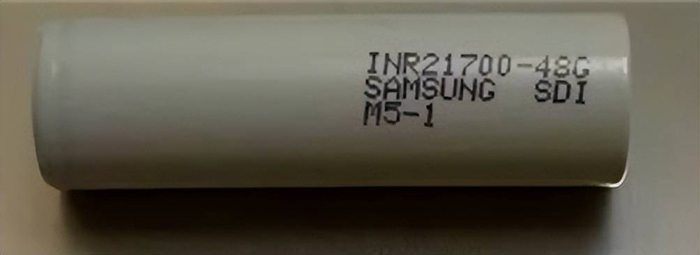 INR21700-48G
SAMSUNG SDI
M5-1